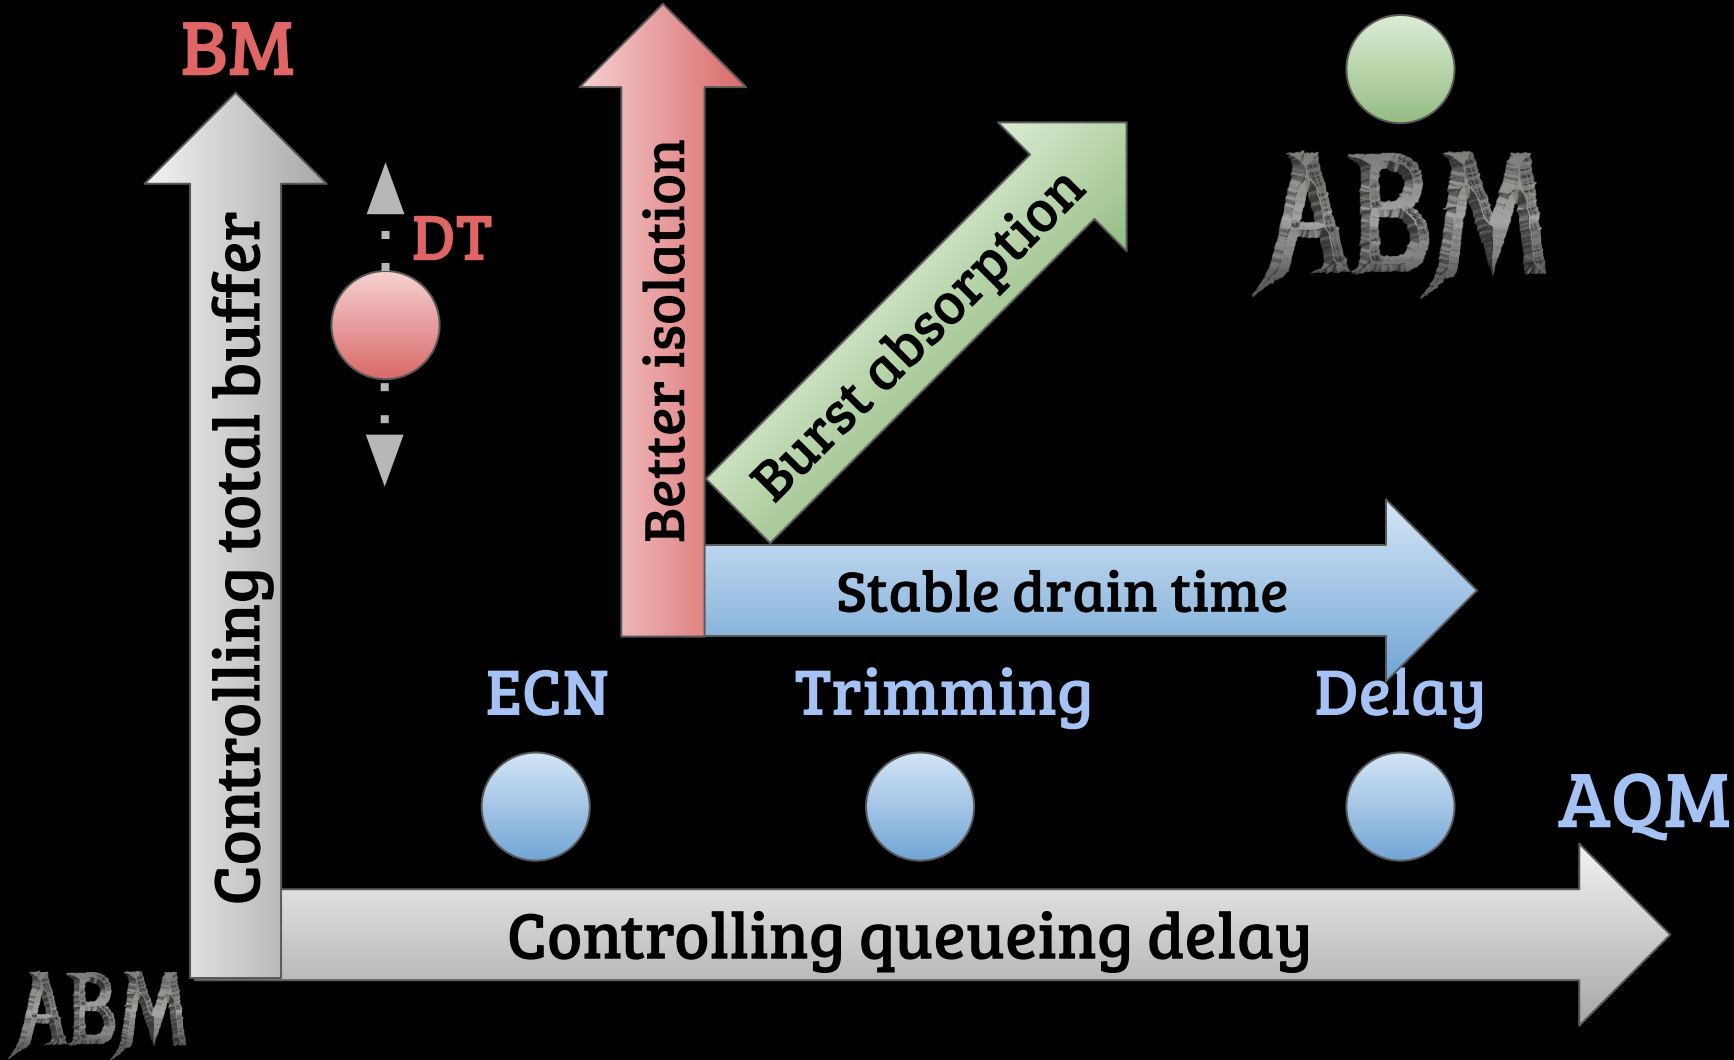 BM
DT
ABM
Controlling total buffer
Better isolation
Burst absorption
Stable drain time
ECN
Trimming
Delay
AQM
Controlling queueing delay
ABM